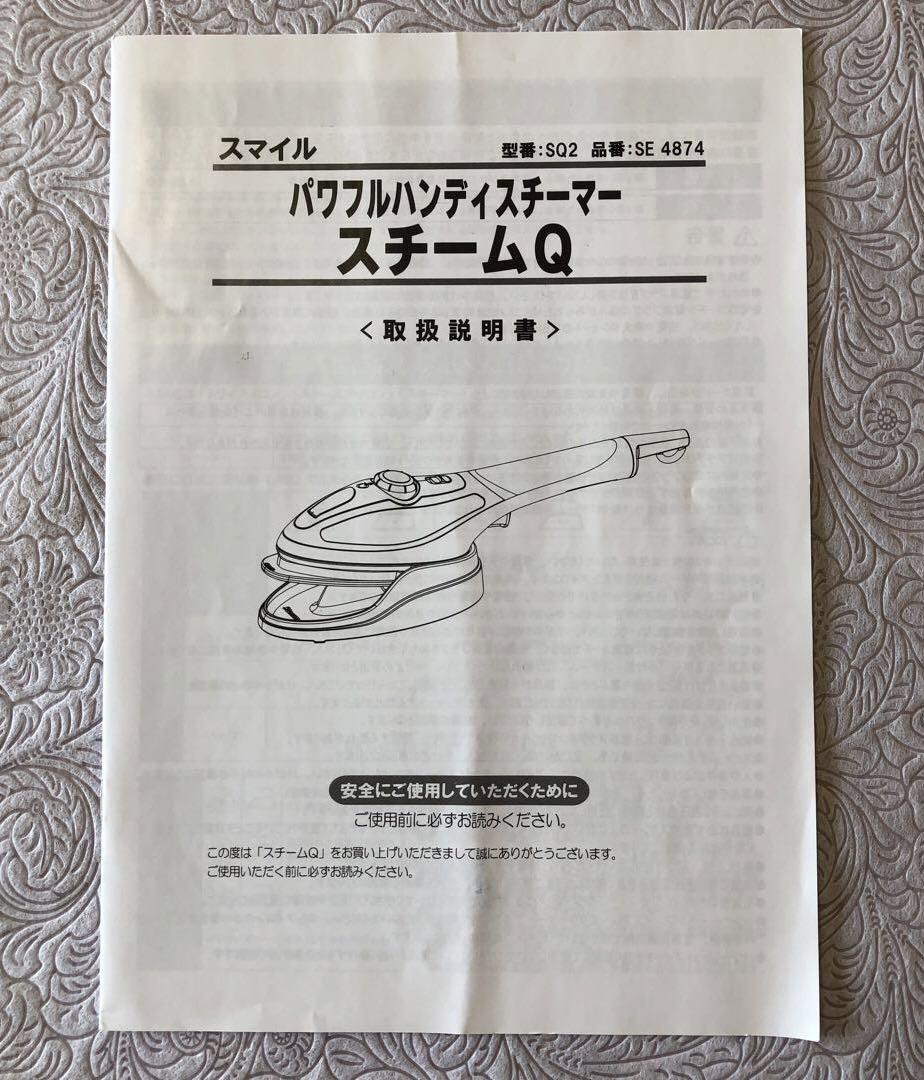 スマイル 型番:SQ2 品番:SE 4874
パワフルハンディスチーマー
スチームQ
<取扱説明書>
安全にご使用していただくために
ご使用前に必ずお読みください。
この度は「スチームQ」をお買い上げいただきまして誠にありがとうございます。
ご使用いただく前に必ずお読みください。